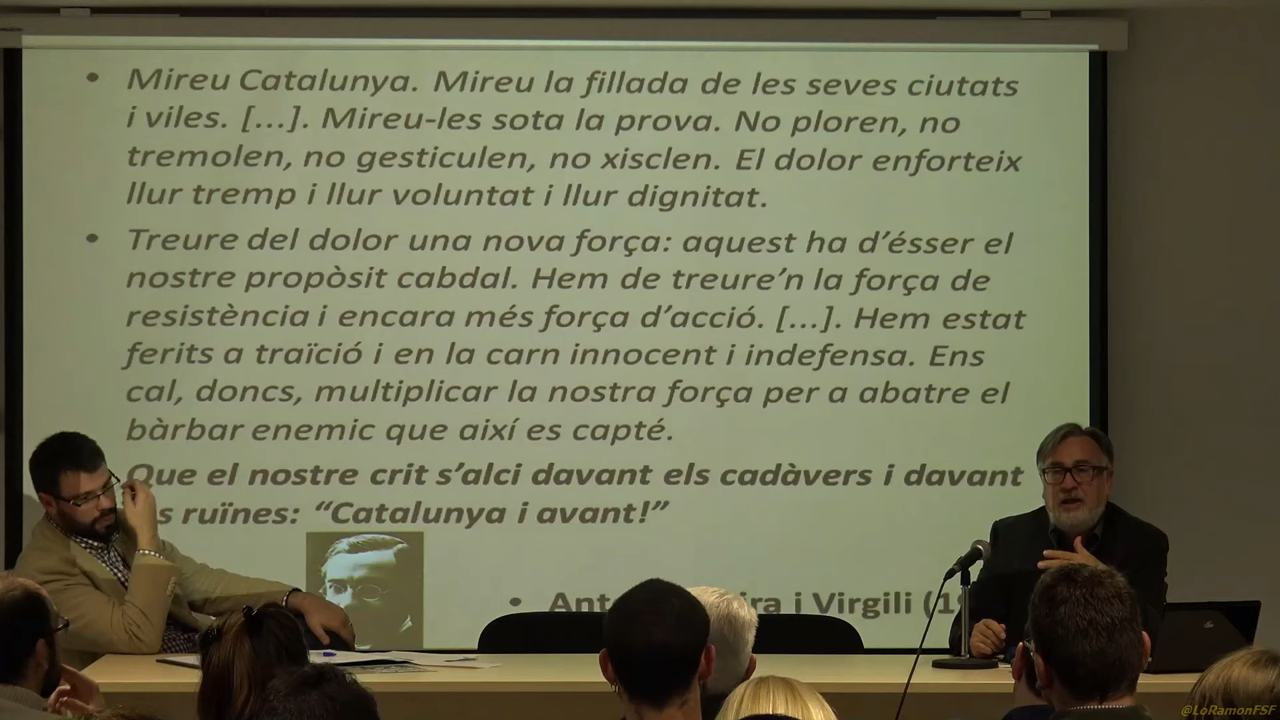 • Mireu Catalunya. Mireu la fillada de les seves ciutats
i viles. [...]. Mireu-les sota la prova. No ploren, no
tremolen, no gesticulen, no xisclen. El dolor enforteix
llur tremp i llur voluntat i llur dignitat.
• Treure del dolor una nova força: aquest ha d’ésser el
nostre propòsit cabdal. Hem de treure’n la força de
resistència i encara més força d’acció. [...]. Hem estat
ferits a traïció i en la carn innocent i indefensa. Ens
cal, doncs, multiplicar la nostra força per a abatre el
bàrbar enemic que així es capté.
Que el nostre crit s’alci davant els cadàvers i davant
ruïnes: “Catalunya i avant!”
• i Virgili
@LoRamonFSF